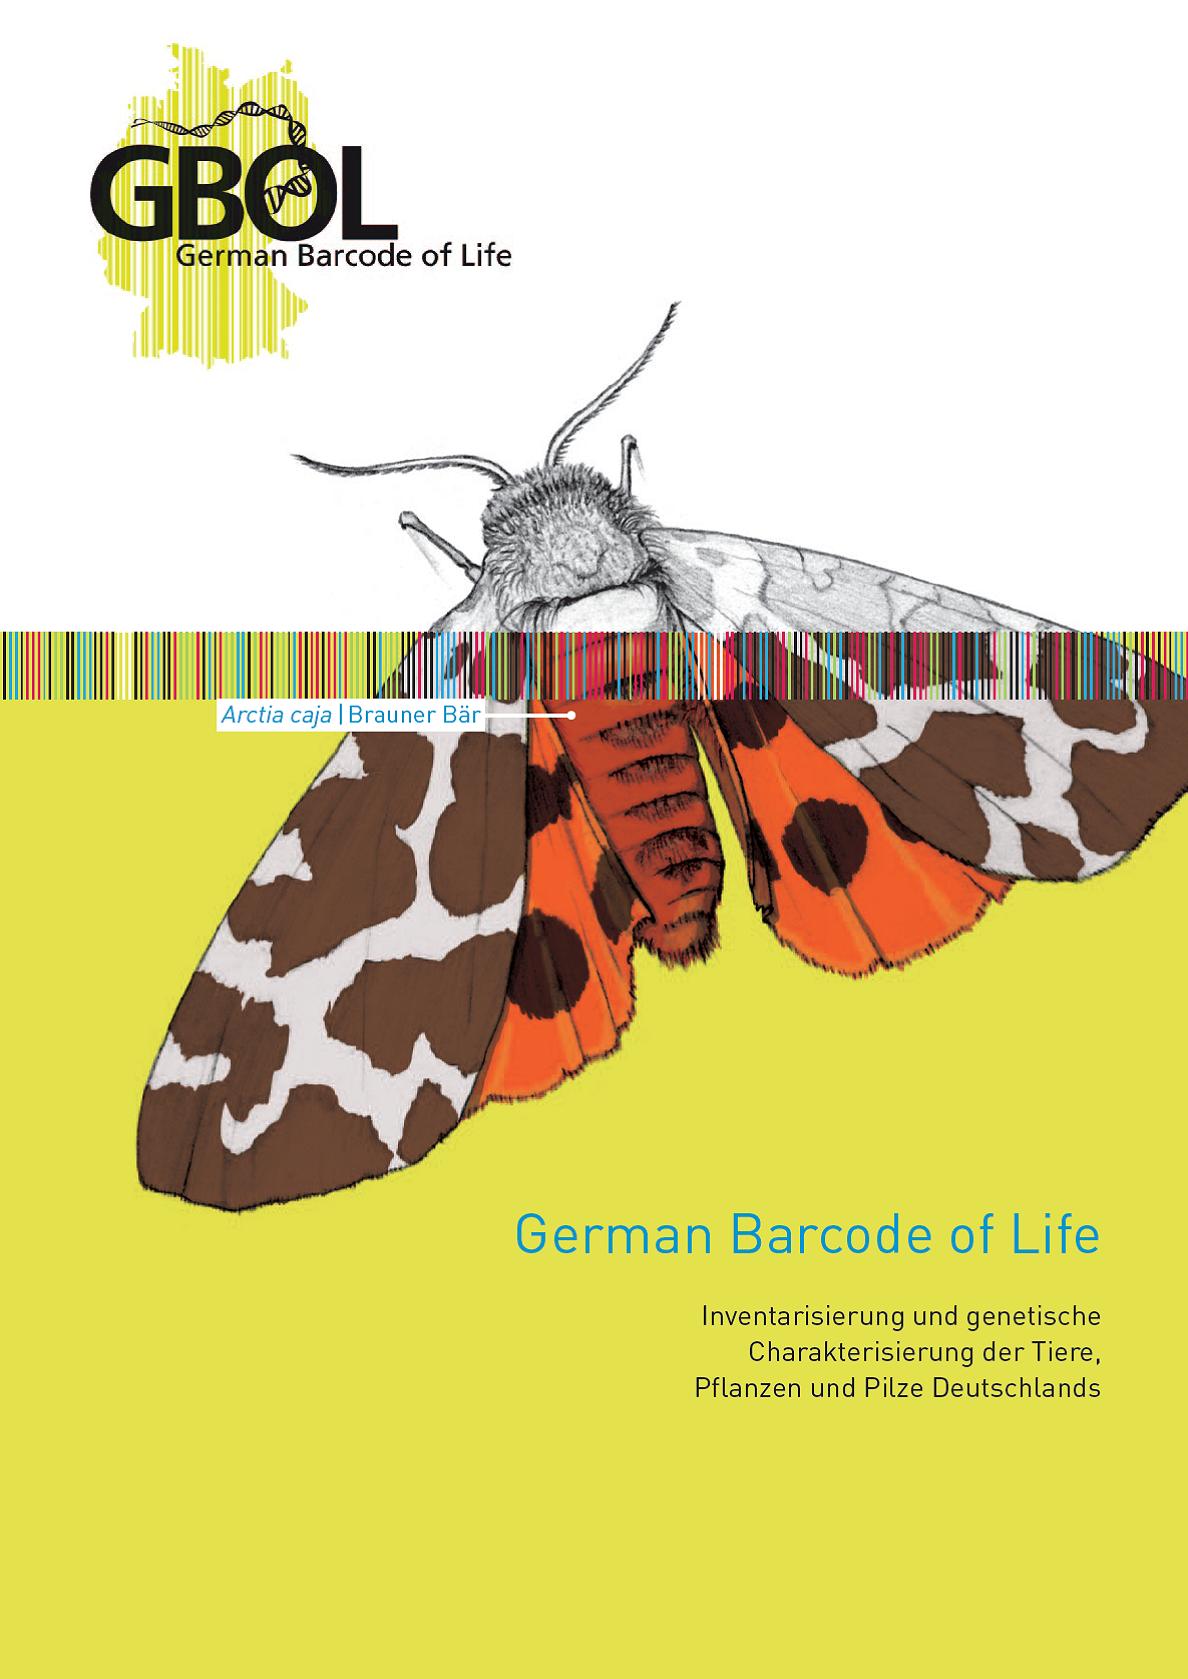 GBOL
German Barcode of Life
Arctia caja | Brauner Bär
German Barcode of Life
Inventarisierung und genetische
Charakterisierung der Tiere,
Pflanzen und Pilze Deutschlands